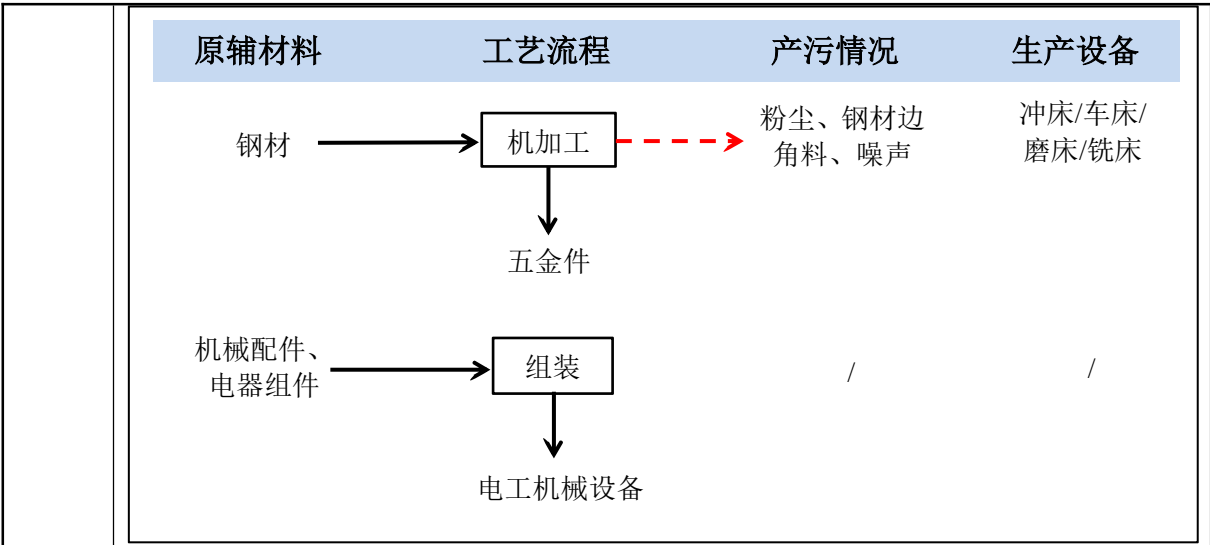 原辅材料 工艺流程 产污情况 生产设备
钢材 机加工 粉尘、钢材边 冲床/车床/
角料、噪声 磨床/铣床
五金件
机械配件、 组装 / /
电器组件
电工机械设备